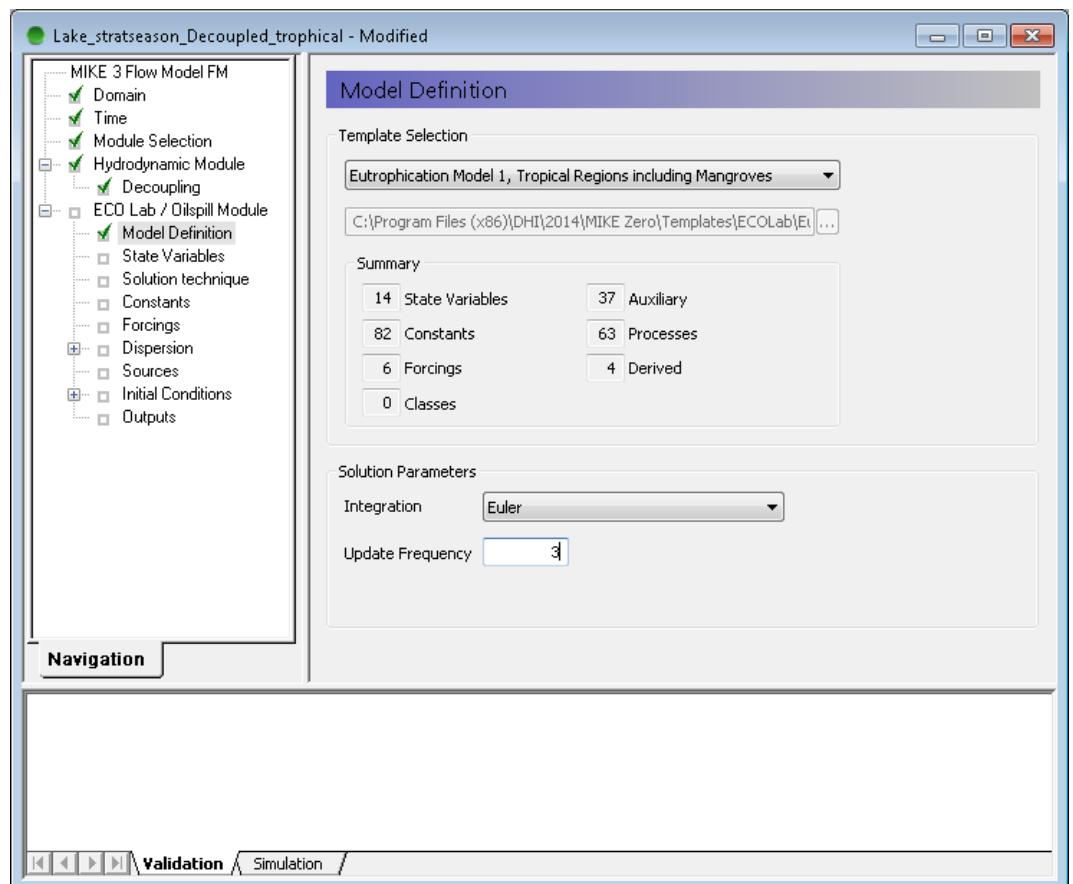 Lake_stratseason_Decoupled_trophical - Modified
MIKE 3 Flow Model FM
Domain
Time
Module Selection
Hydrodynamic Module
Decoupling
ECO Lab / Oilspill Module
Model Definition
State Variables
Solution technique
Constants
Forcings
Dispersion
Sources
Initial Conditions
Outputs
Navigation
Model Definition
Template Selection
Eutrophication Model 1, Tropical Regions including Mangroves
C:\Program Files (x86)\DHI\2014\MIKE Zero\Templates\ECOLab\Eu ...
Summary
14 State Variables 37 Auxiliary
82 Constants 63 Processes
6 Forcings 4 Derived
0 Classes
Solution Parameters
Integration Euler
Update Frequency 3
Validation Simulation